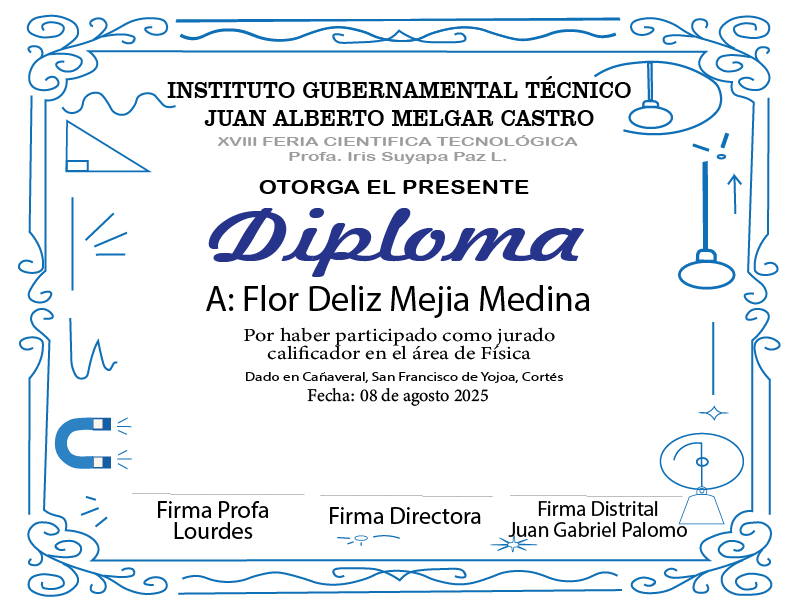 INSTITUTO GUBERNAMENTAL TÉCNICO
JUAN ALBERTO MELGAR CASTRO
XVIII FERIA CIENTIFICA TECNOLÓGICA
Profa. Iris Suyapa Paz L.
OTORGA EL PRESENTE
Diploma
A: Flor Deliz Mejia Medina
Por haber participado como jurado
calificador en el área de Física
Dado en Cañaveral, San Francisco de Yojoa, Cortés
Fecha: 08 de agosto 2025
Firma Profa
Lourdes
Firma Directora
Firma Distrital
Juan Gabriel Palomo